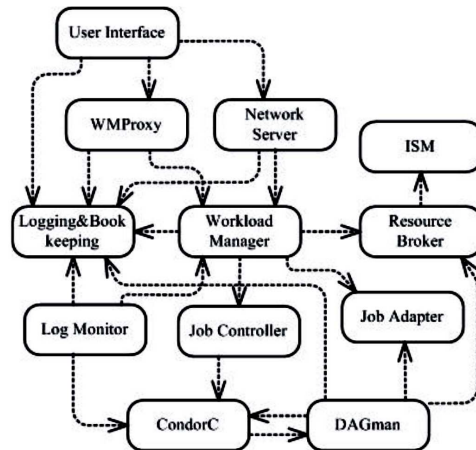 User Interface
WMProxy
Network
Server
ISM
Logging&Book
keeping
Workload
Manager
Resource
Broker
Log Monitor
Job Controller
Job Adapter
CondorC
DAGman